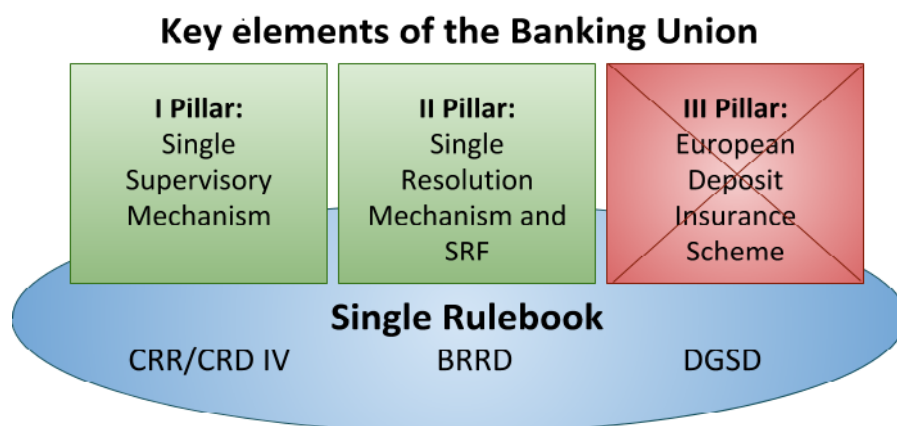 Key elements of the Banking Union
I Pillar:
Single
Supervisory
Mechanism
II Pillar:
Single
Resolution
Mechanism and
SRF
III Pillar:
European
Deposit
Insurance
Scheme
Single Rulebook
CRR/CRD IV
BRRD
DGSD